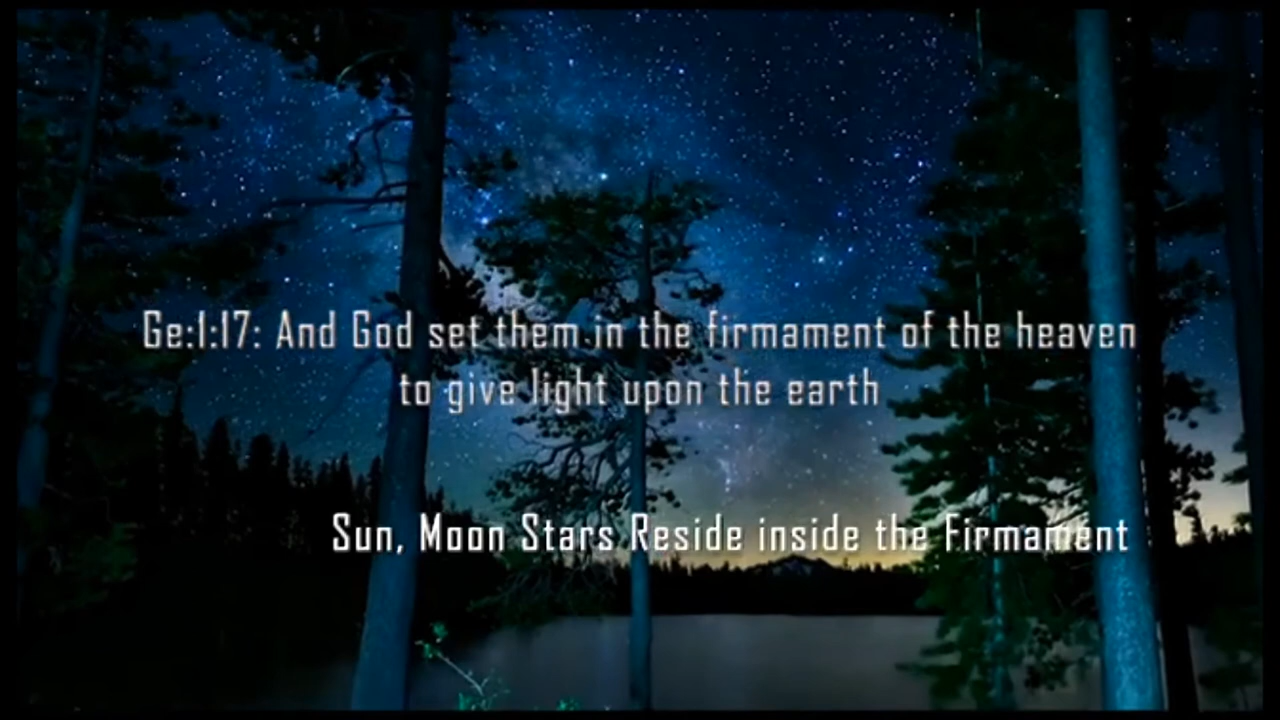 Ge:1:17: And God set them in the firmament of the heaven
to give light upon the earth
Sun, Moon Stars Reside inside the Firmament